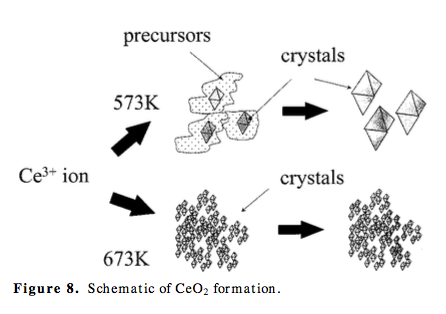 precursors
crystals
573K
Ce³⁺ ion
crystals
673K
Figure 8. Schematic of CeO₂ formation.